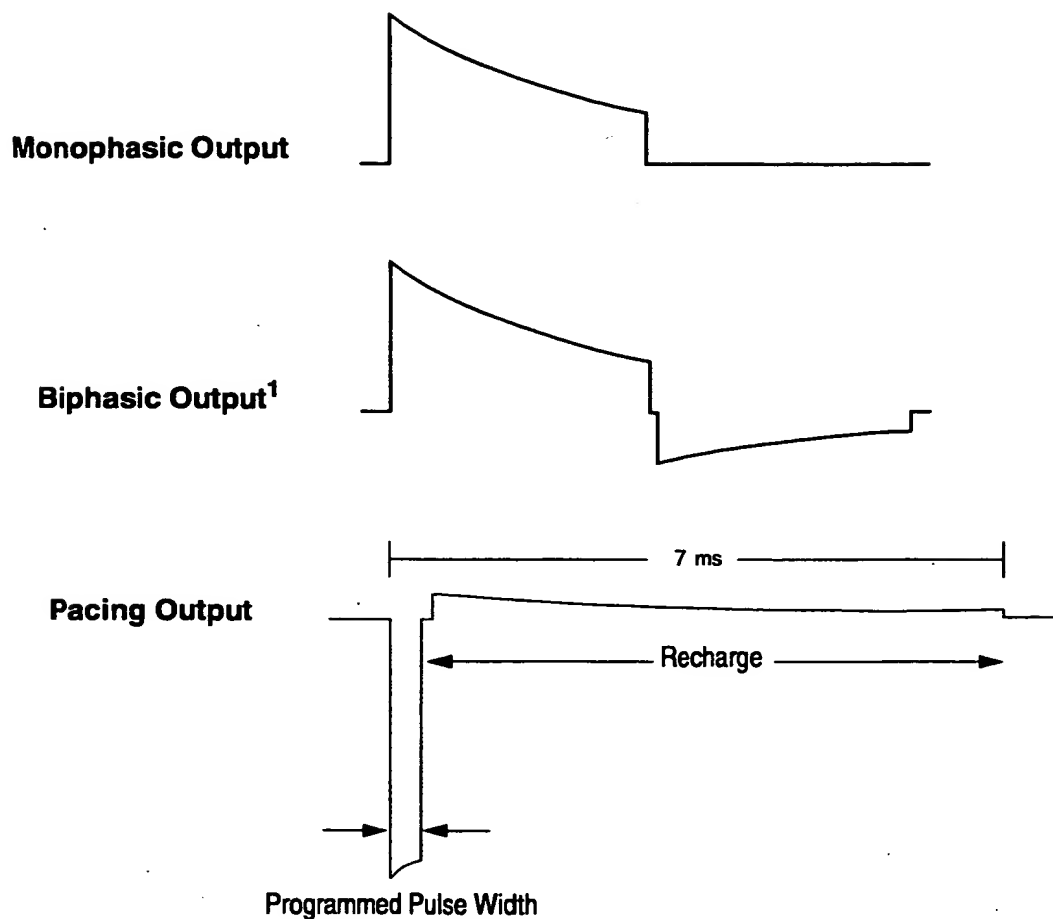 Monophasic Output
Biphasic Output¹
7 ms
Pacing Output
Recharge
Programmed Pulse Width